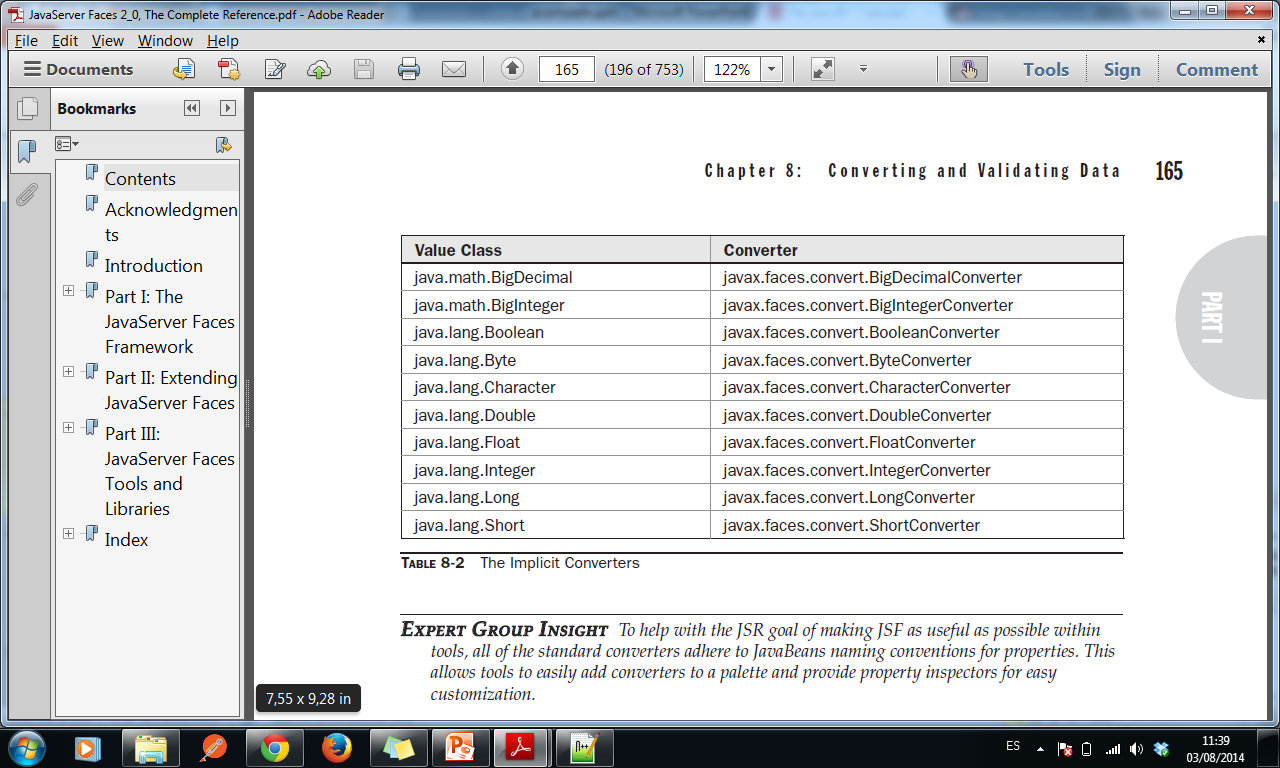 JavaServer Faces 2_0, The Complete Reference.pdf - Adobe Reader
File Edit View Window Help
Documents 165 (196 of 753) 122% Tools Sign Comment
Bookmarks
Contents
Acknowledgmen
ts
Introduction
Part I: The
JavaServer Faces
Framework
Part II: Extending
JavaServer Faces
Part III:
JavaServer Faces
Tools and
Libraries
Index
Chapter 8: Converting and Validating Data 165
Value Class Converter
java.math.BigDecimal javax.faces.convert.BigDecimalConverter
java.math.BigInteger javax.faces.convert.BigIntegerConverter
java.lang.Boolean javax.faces.convert.BooleanConverter
java.lang.Byte javax.faces.convert.ByteConverter
java.lang.Character javax.faces.convert.CharacterConverter
java.lang.Double javax.faces.convert.DoubleConverter
java.lang.Float javax.faces.convert.FloatConverter
java.lang.Integer javax.faces.convert.IntegerConverter
java.lang.Long javax.faces.convert.LongConverter
java.lang.Short javax.faces.convert.ShortConverter
TABLE 8-2 The Implicit Converters
PART I
EXPERT GROUP INSIGHT To help with the JSR goal of making JSF as useful as possible within
tools, all of the standard converters adhere to JavaBeans naming conventions for properties. This
allows tools to easily add converters to a palette and provide property inspectors for easy
customization.
7,55 x 9,28 in
ES
11:39
03/08/2014